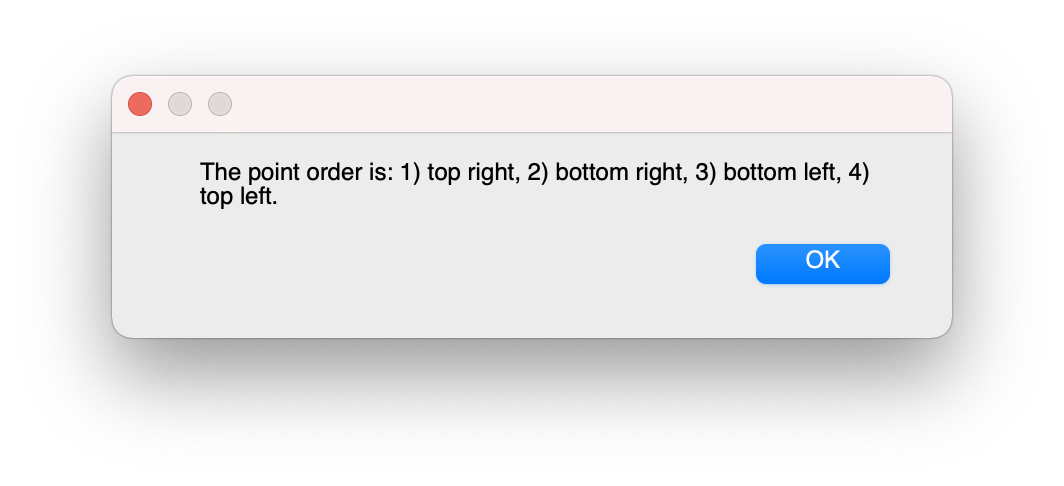 The point order is: 1) top right, 2) bottom right, 3) bottom left, 4)
top left.
OK